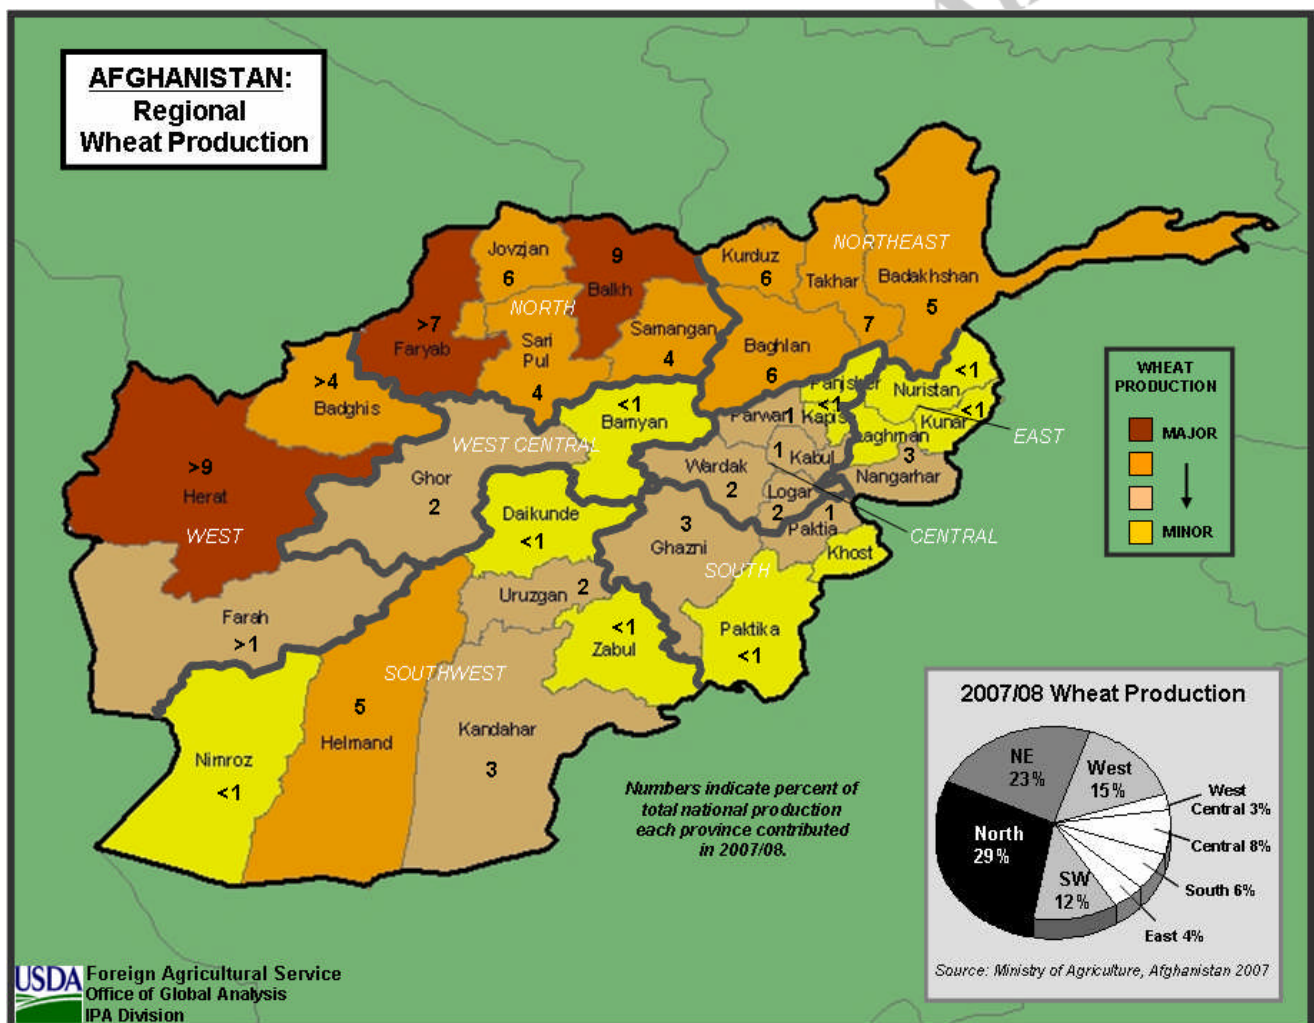 AFGHANISTAN:
Regional
Wheat Production
Jovzjan
6
9
Balkh
NORTH
>7
Faryab
Sari
Pul
4
Samangan
4
Kurduz
6
NORTHEAST
Takhar
7
Badakhshan
5
Baghlan
6
>4
Badghis
>9
Herat
WEST
<1
Bamyan
WEST CENTRAL
Ghor
2
Panjsher
<1
Kapis
Parwan
1
1
Kabul
Wardak
2
Logar
2
CENTRAL
<1
Nuristan
<1
Kunar
EAST
Laghman
3
Nangarhar
Daikunde
<1
3
Ghazni
1
Paktia
Khost
SOUTH
Paktika
<1
Uruzgan
2
<1
Zabul
Farah
>1
SOUTHWEST
Nimroz
<1
5
Helmand
Kandahar
3
WHEAT
PRODUCTION
MAJOR
MINOR
Numbers indicate percent of
total national production
each province contributed
in 2007/08.
2007/08 Wheat Production
NE
23%
West
15%
West
Central 3%
Central 8%
South 6%
East 4%
SW
12%
North
29%
Source: Ministry of Agriculture, Afghanistan 2007
USDA
Foreign Agricultural Service
Office of Global Analysis
IPA Division